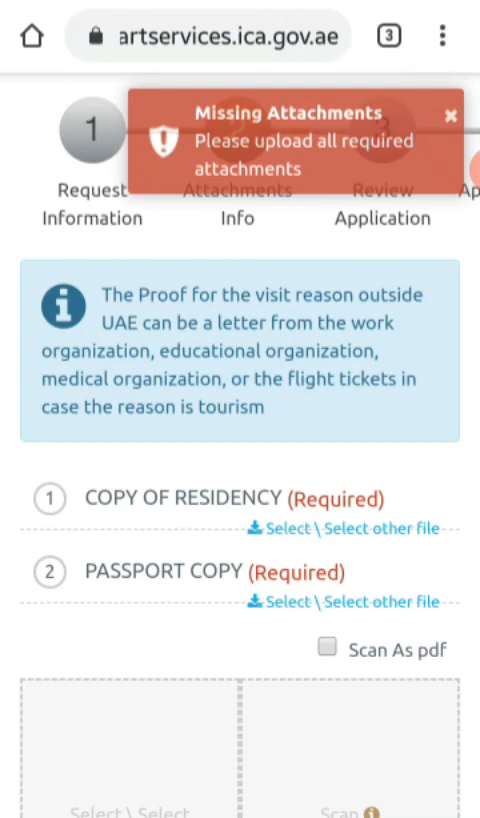 artservices.ica.gov.ae
3
Missing Attachments
Please upload all required
attachments
1
2
3
Request
Information
Attachments
Info
Review
Application
Ap
The Proof for the visit reason outside
UAE can be a letter from the work
organization, educational organization,
medical organization, or the flight tickets in
case the reason is tourism
1 COPY OF RESIDENCY (Required)
Select \ Select other file
2 PASSPORT COPY (Required)
Select \ Select other file
Scan As pdf
Select \ Select
Scan